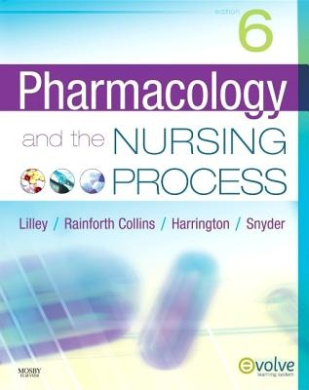 edition 6
Pharmacology
and the NURSING
PROCESS
Lilley / Rainforth Collins / Harrington / Snyder
MOSBY
ELSEVIER
evolve
learning system